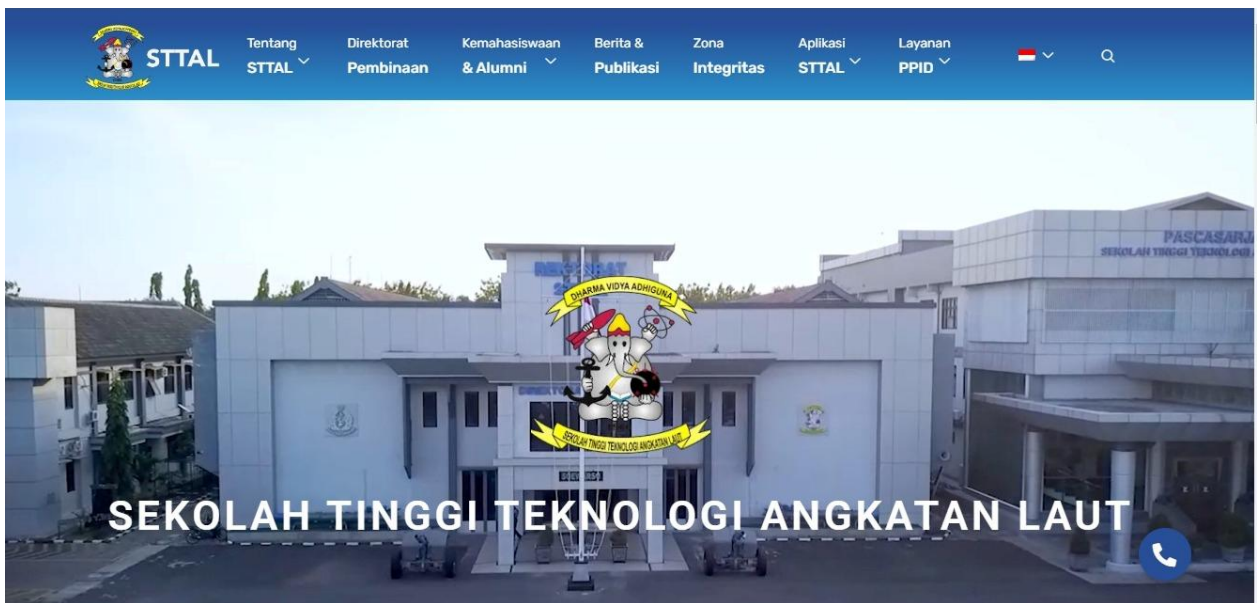 STTAL
Tentang
STTAL
Direktorat
Pembinaan
Kemahasiswaan
& Alumni
Berita &
Publikasi
Zona
Integritas
Aplikasi
STTAL
Layanan
PPID
PASCASARJ
SEKOLAH TINGGI TEKNOLOGI
DHARMA VIDYA ADHIGUNA
SEKOLAH TINGGI TEKNOLOGI ANGKATAN LAUT
SEKOLAH TINGGI TEKNOLOGI ANGKATAN LAUT